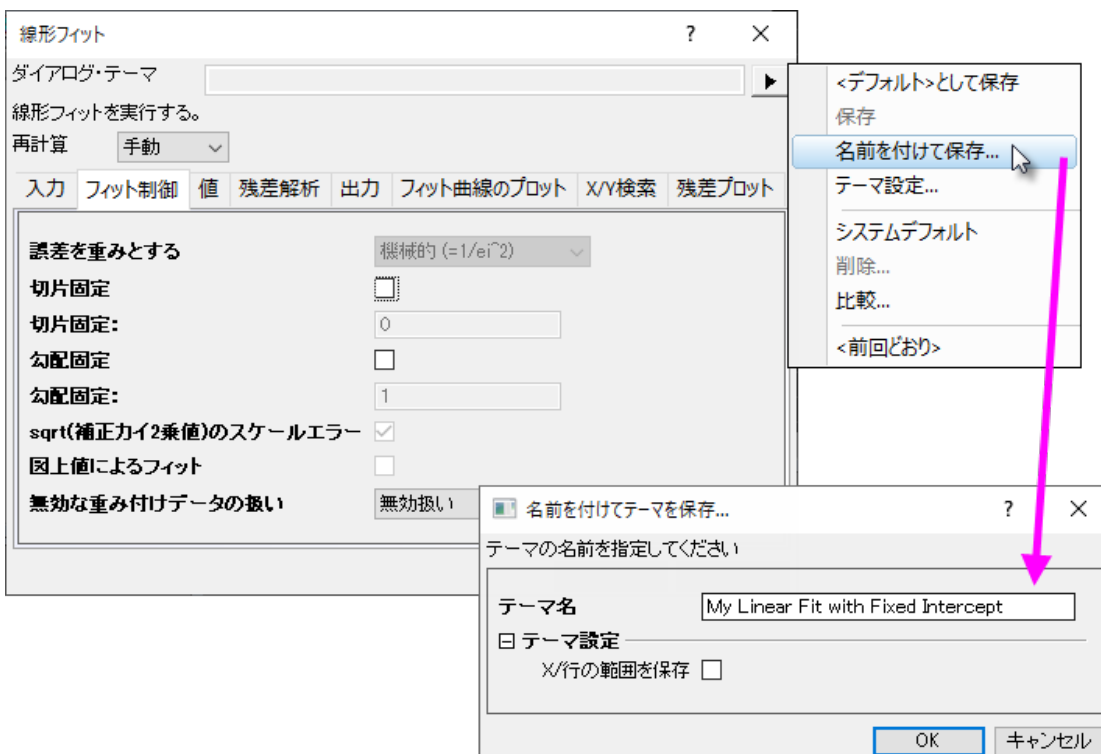 線形フィット ? ×
ダイアログ・テーマ
線形フィットを実行する。
再計算 手動
入力 フィット制御 値 残差解析 出力 フィット曲線のプロット X/Y検索 残差プロット
誤差を重みとする 機械的 (=1/ei^2)
切片固定
切片固定: 0
勾配固定
勾配固定: 1
sqrt(補正カイ2乗値)のスケールエラー
図上値によるフィット
無効な重み付けデータの扱い 無効扱い
<デフォルト>として保存
保存
名前を付けて保存...
テーマ設定...
システムデフォルト
削除...
比較...
<前回どおり>
名前を付けてテーマを保存... ? ×
テーマの名前を指定してください
テーマ名 My Linear Fit with Fixed Intercept
テーマ設定
X/行の範囲を保存
OK キャンセル